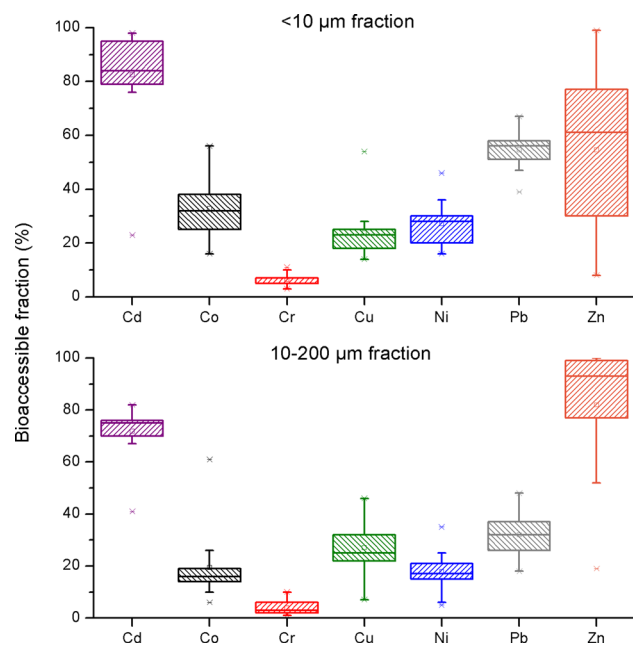 <10 µm fraction
100
80
60
40
20
0
Cd Co Cr Cu Ni Pb Zn
Bioaccessible fraction (%)
10-200 µm fraction
100
80
60
40
20
0
Cd Co Cr Cu Ni Pb Zn